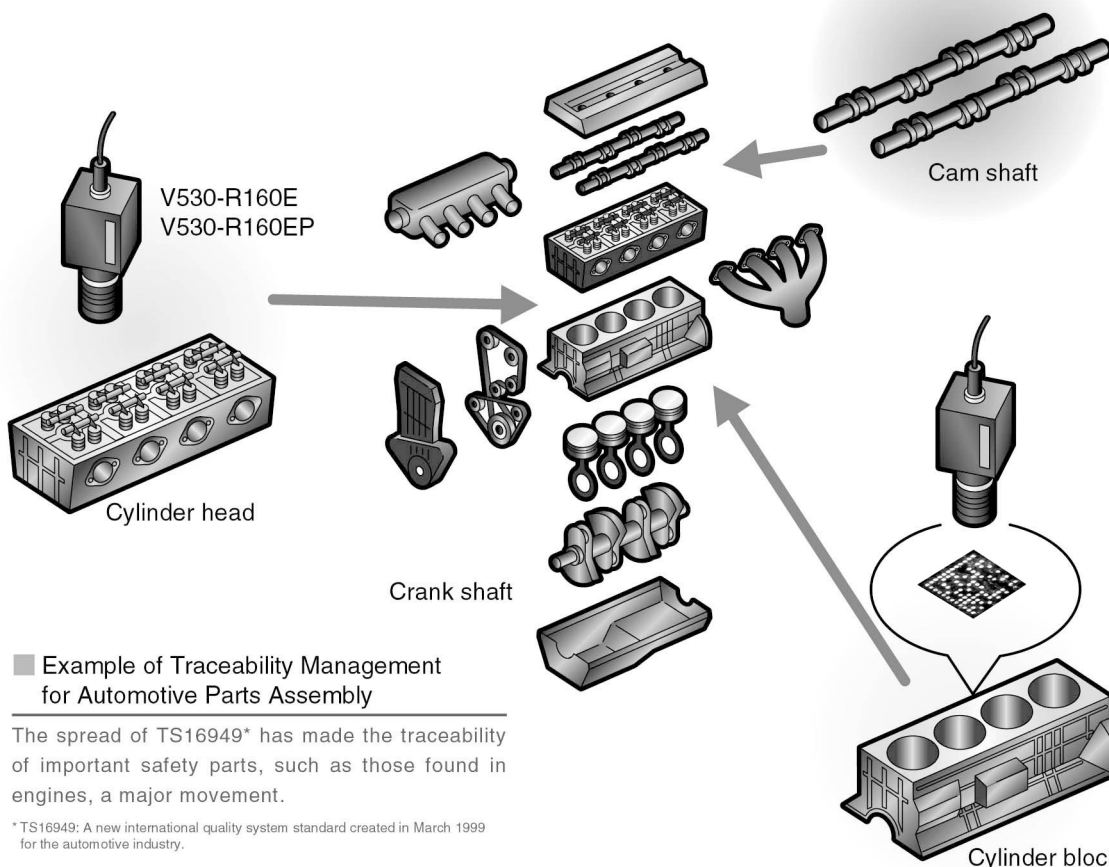 V530-R160E
V530-R160EP
Cam shaft
Cylinder head
Crank shaft
Example of Traceability Management
for Automotive Parts Assembly
The spread of TS16949* has made the traceability
of important safety parts, such as those found in
engines, a major movement.
* TS16949: A new international quality system standard created in March 1999
for the automotive industry.
Cylinder bloc